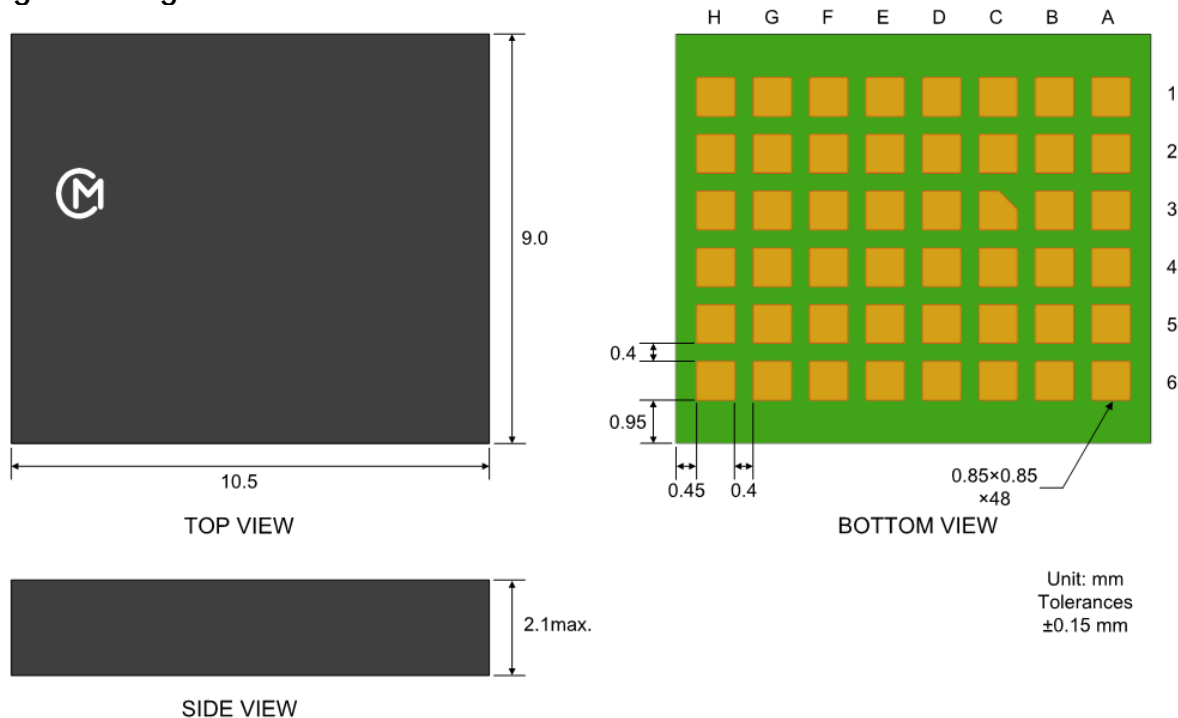 H G F E D C B A
1
2
3
4
5
6
9.0
10.5
TOP VIEW
0.4
0.95
0.45
0.4
0.85×0.85
×48
BOTTOM VIEW
2.1max.
SIDE VIEW
Unit: mm
Tolerances
±0.15 mm